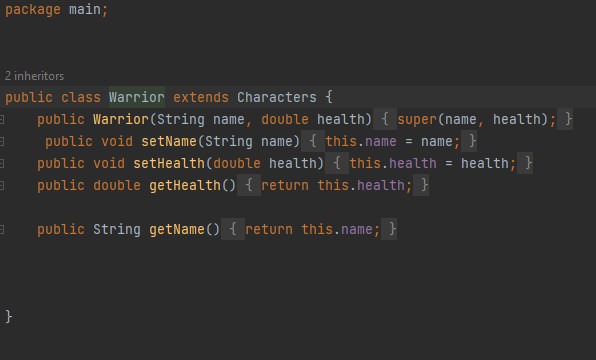 package main;
2 inheritors
public class Warrior extends Characters {
public Warrior(String name, double health) { super(name, health); }
public void setName(String name) { this.name = name; }
public void setHealth(double health) { this.health = health; }
public double getHealth() { return this.health; }
public String getName() { return this.name; }
}